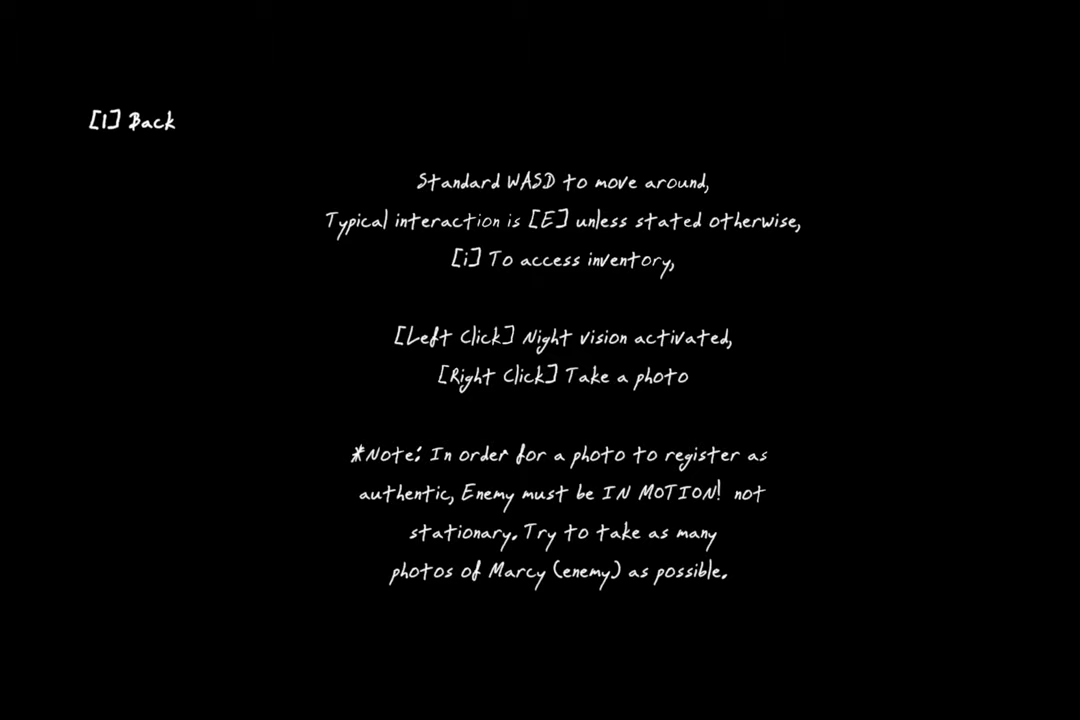 [1] Back
Standard WASD to move around,
Typical interaction is [E] unless stated otherwise,
[i] To access inventory,
[Left Click] Night vision activated,
[Right Click] Take a photo
*Note: In order for a photo to register as
authentic, Enemy must be IN MOTION! not
stationary. Try to take as many
photos of Marcy (enemy) as possible.